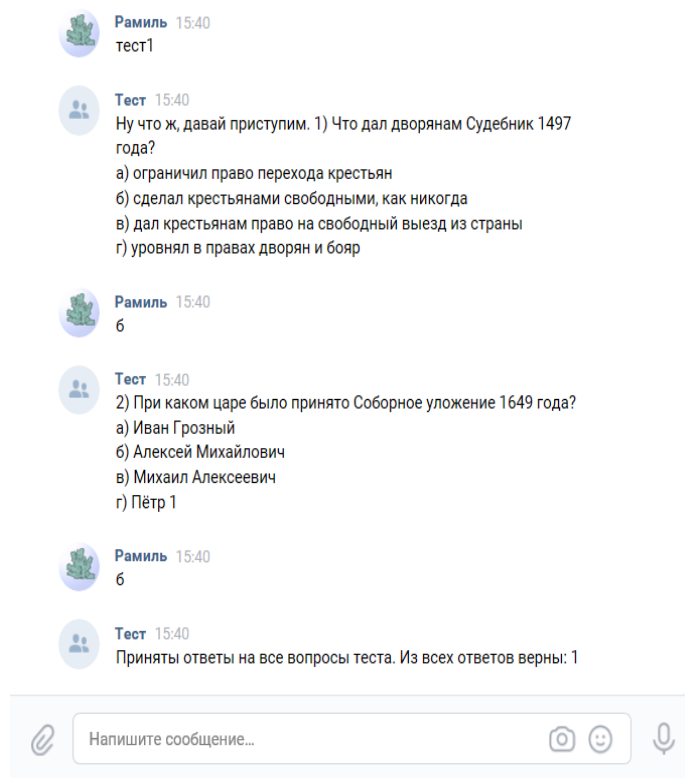 Рамиль 15:40
тест1
Тест 15:40
Ну что ж, давай приступим. 1) Что дал дворянам Судебник 1497
года?
а) ограничил право перехода крестьян
б) сделал крестьянами свободными, как никогда
в) дал крестьянам право на свободный выезд из страны
г) уровнял в правах дворян и бояр
Рамиль 15:40
б
Тест 15:40
2) При каком царе было принято Соборное уложение 1649 года?
а) Иван Грозный
б) Алексей Михайлович
в) Михаил Алексеевич
г) Пётр 1
Рамиль 15:40
б
Тест 15:40
Приняты ответы на все вопросы теста. Из всех ответов верны: 1
Напишите сообщение...